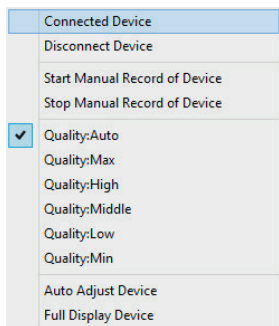 Connected Device
Disconnect Device
Start Manual Record of Device
Stop Manual Record of Device
Quality:Auto
Quality:Max
Quality:High
Quality:Middle
Quality:Low
Quality:Min
Auto Adjust Device
Full Display Device